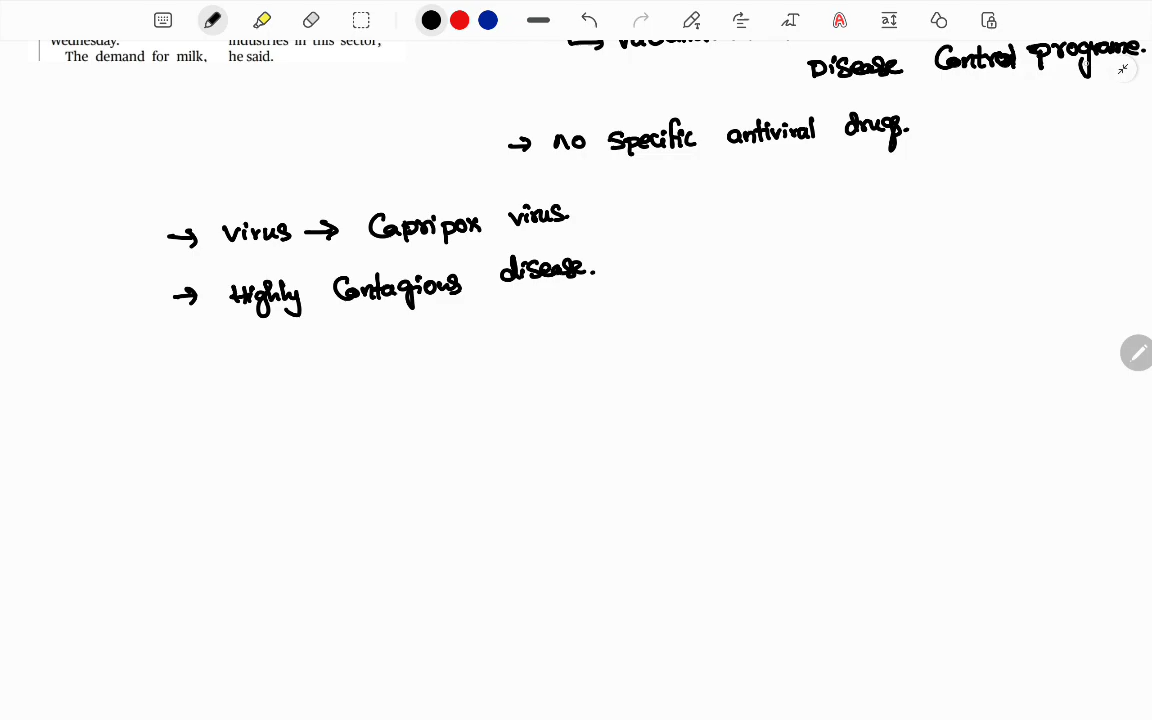 Wednesday.
The demand for milk,
industries in this sector,
he said.
Disease Control programe.
→ no specific antiviral drug.
→ virus → Capripox virus
→ Highly Contagious disease.